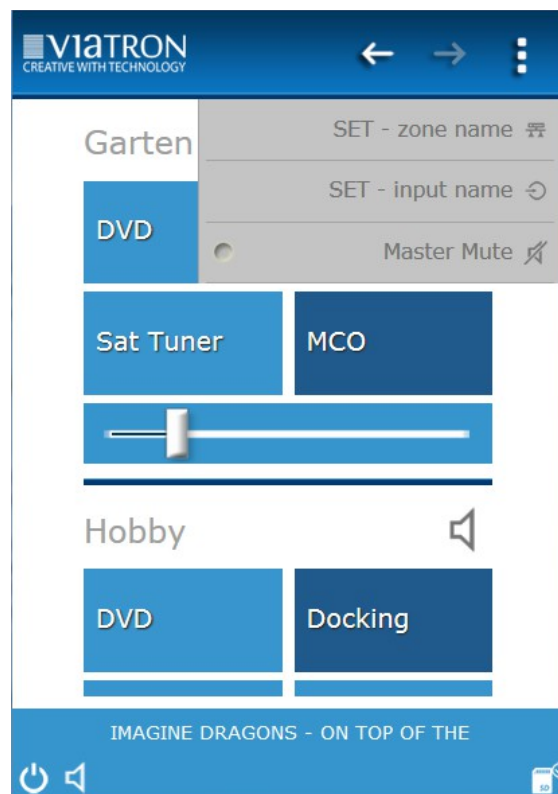 VIaTRON
CREATIVE WITH TECHNOLOGY
Garten
SET - zone name
SET - input name
Master Mute
DVD
Sat Tuner
MCO
Hobby
DVD
Docking
IMAGINE DRAGONS - ON TOP OF THE
SD